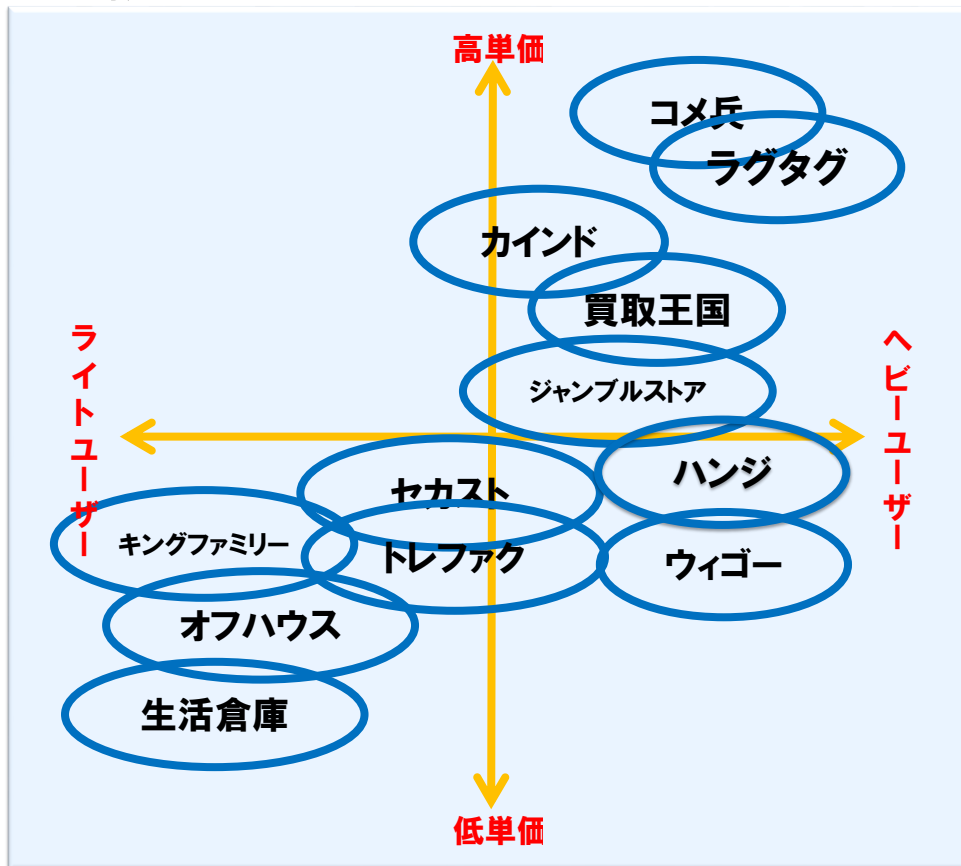 高単価
コメ兵
ラグタグ
カインド
買取王国
ライトユーザー
ヘビーユーザー
ジャンブルストア
ハンジ
セカスト
キングファミリー
トレファク
ウィゴー
オフハウス
生活倉庫
低単価